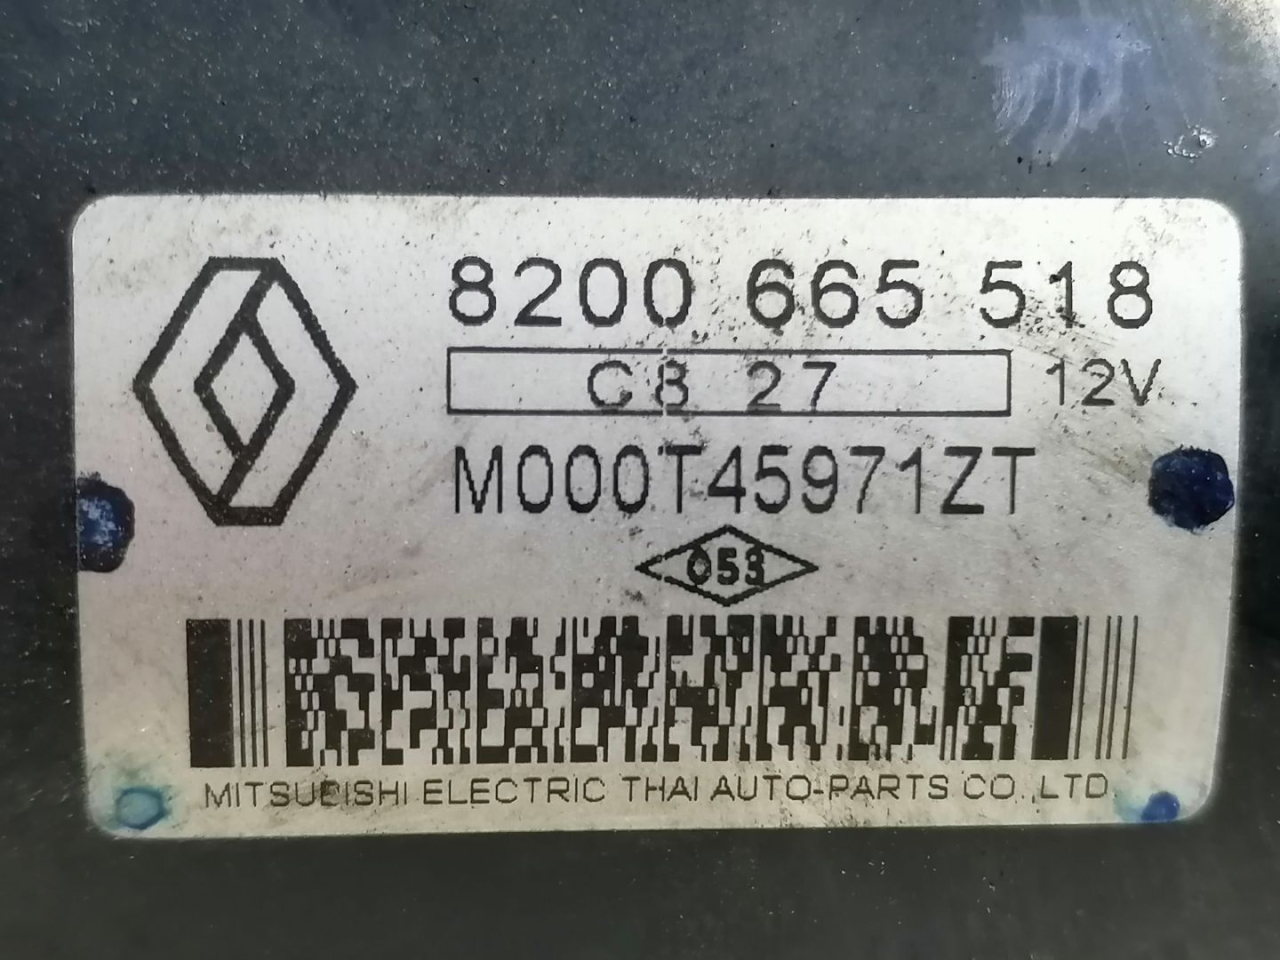 8200 665 518
C8 27 12V
M000T45971ZT
053
MITSUBISHI ELECTRIC THAI AUTO-PARTS CO.,LTD.